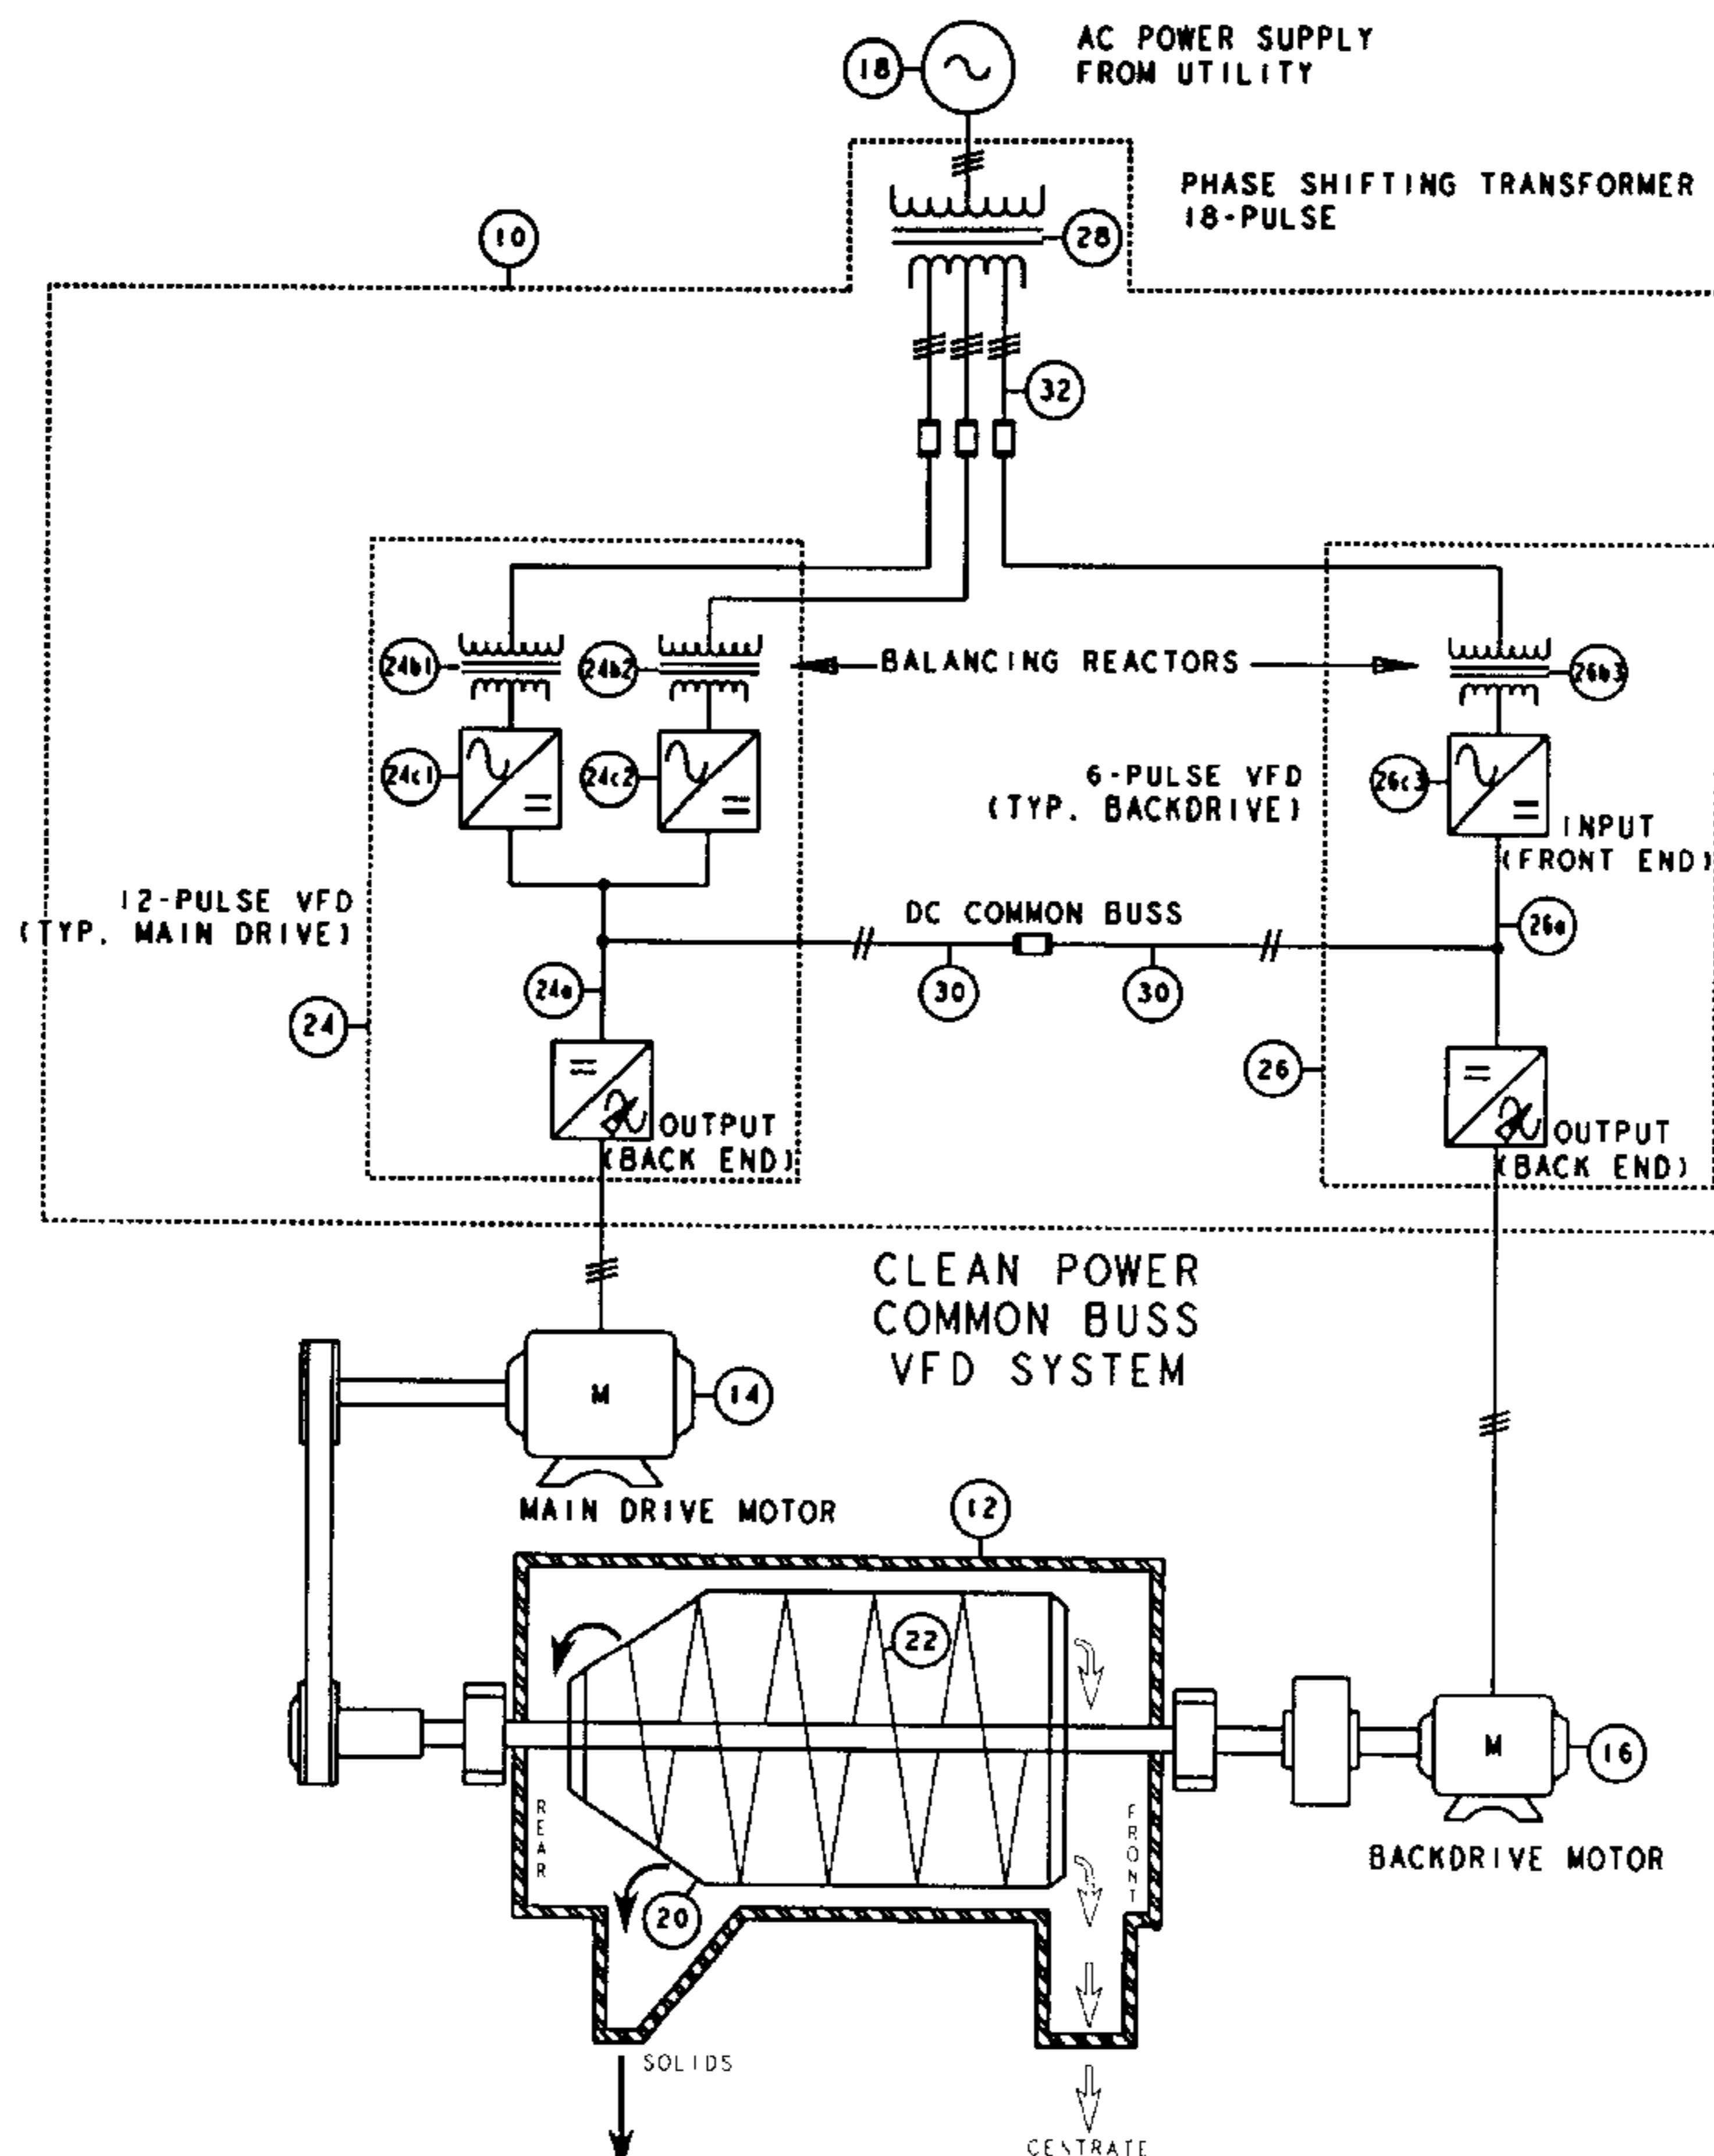 18
AC POWER SUPPLY
FROM UTILITY
PHASE SHIFTING TRANSFORMER
18-PULSE
10
28
32
24b1
24b2
BALANCING REACTORS
26b3
24c1
24c2
6-PULSE VFD
(TYP. BACKDRIVE)
26c3
INPUT
(FRONT END)
12-PULSE VFD
(TYP. MAIN DRIVE)
DC COMMON BUSS
26a
24a
30
30
24
26
OUTPUT
(BACK END)
OUTPUT
(BACK END)
CLEAN POWER
COMMON BUSS
VFD SYSTEM
M
14
MAIN DRIVE MOTOR
12
22
M
16
REAR
FRONT
BACKDRIVE MOTOR
20
SOLIDS
CENTRATE